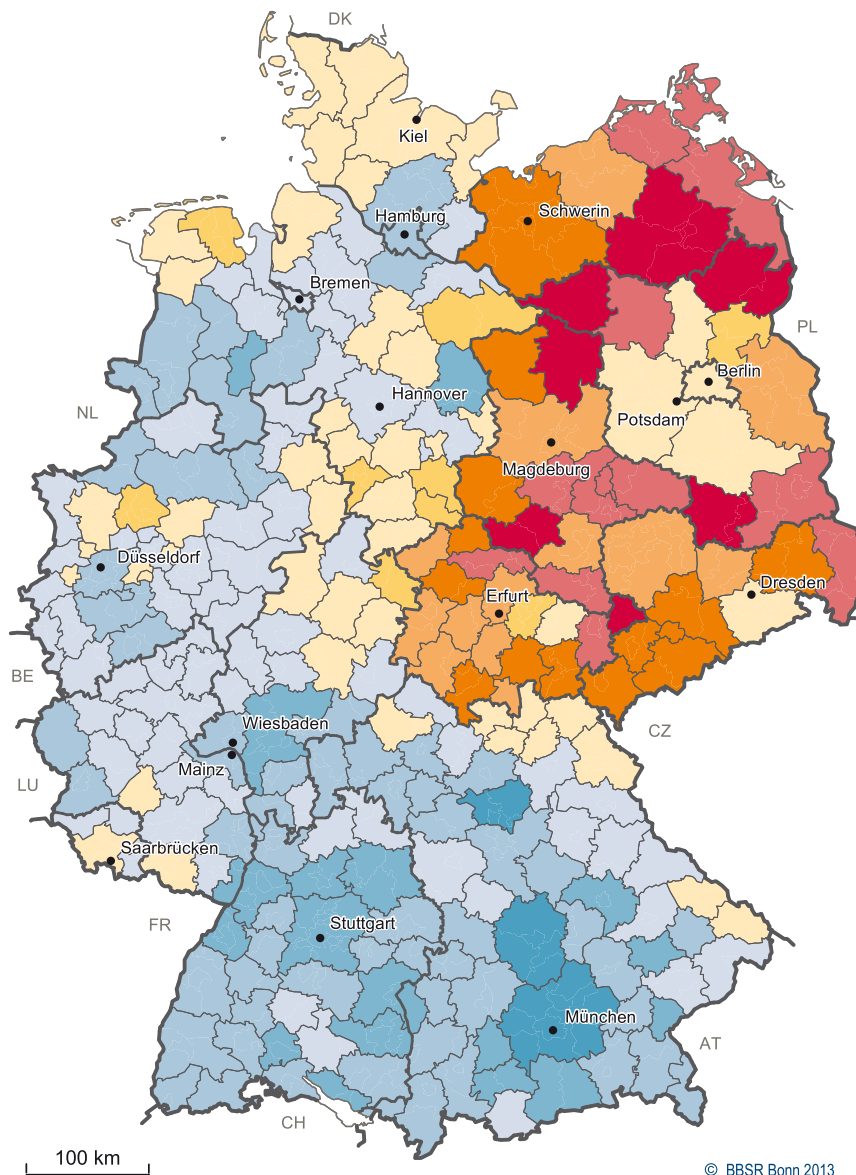 DK
Kiel
Schwerin
Hamburg
Bremen
PL
Berlin
Hannover
NL
Potsdam
Magdeburg
Düsseldorf
Dresden
Erfurt
BE
Wiesbaden
CZ
Mainz
LU
Saarbrücken
FR
Stuttgart
München
AT
CH
100 km
© BBSR Bonn 2013